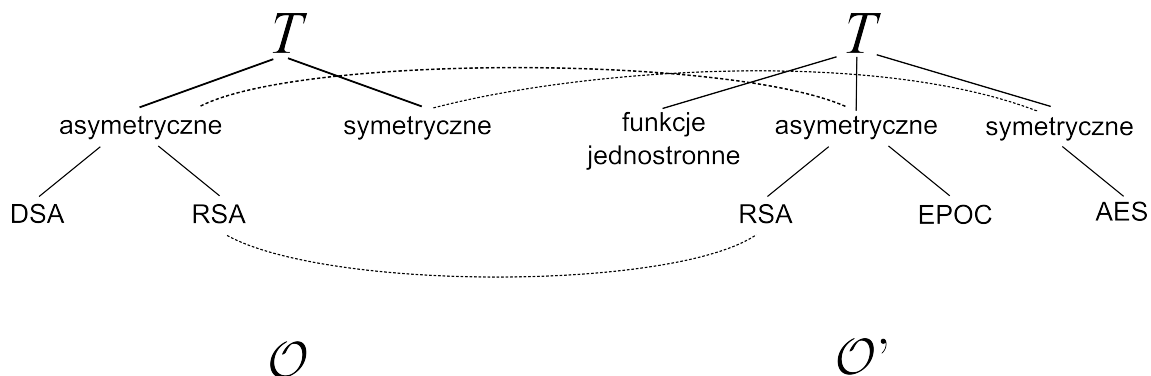 T T
asymetryczne symetryczne funkcje jednostronne asymetryczne symetryczne
DSA RSA RSA EPOC AES
O O'